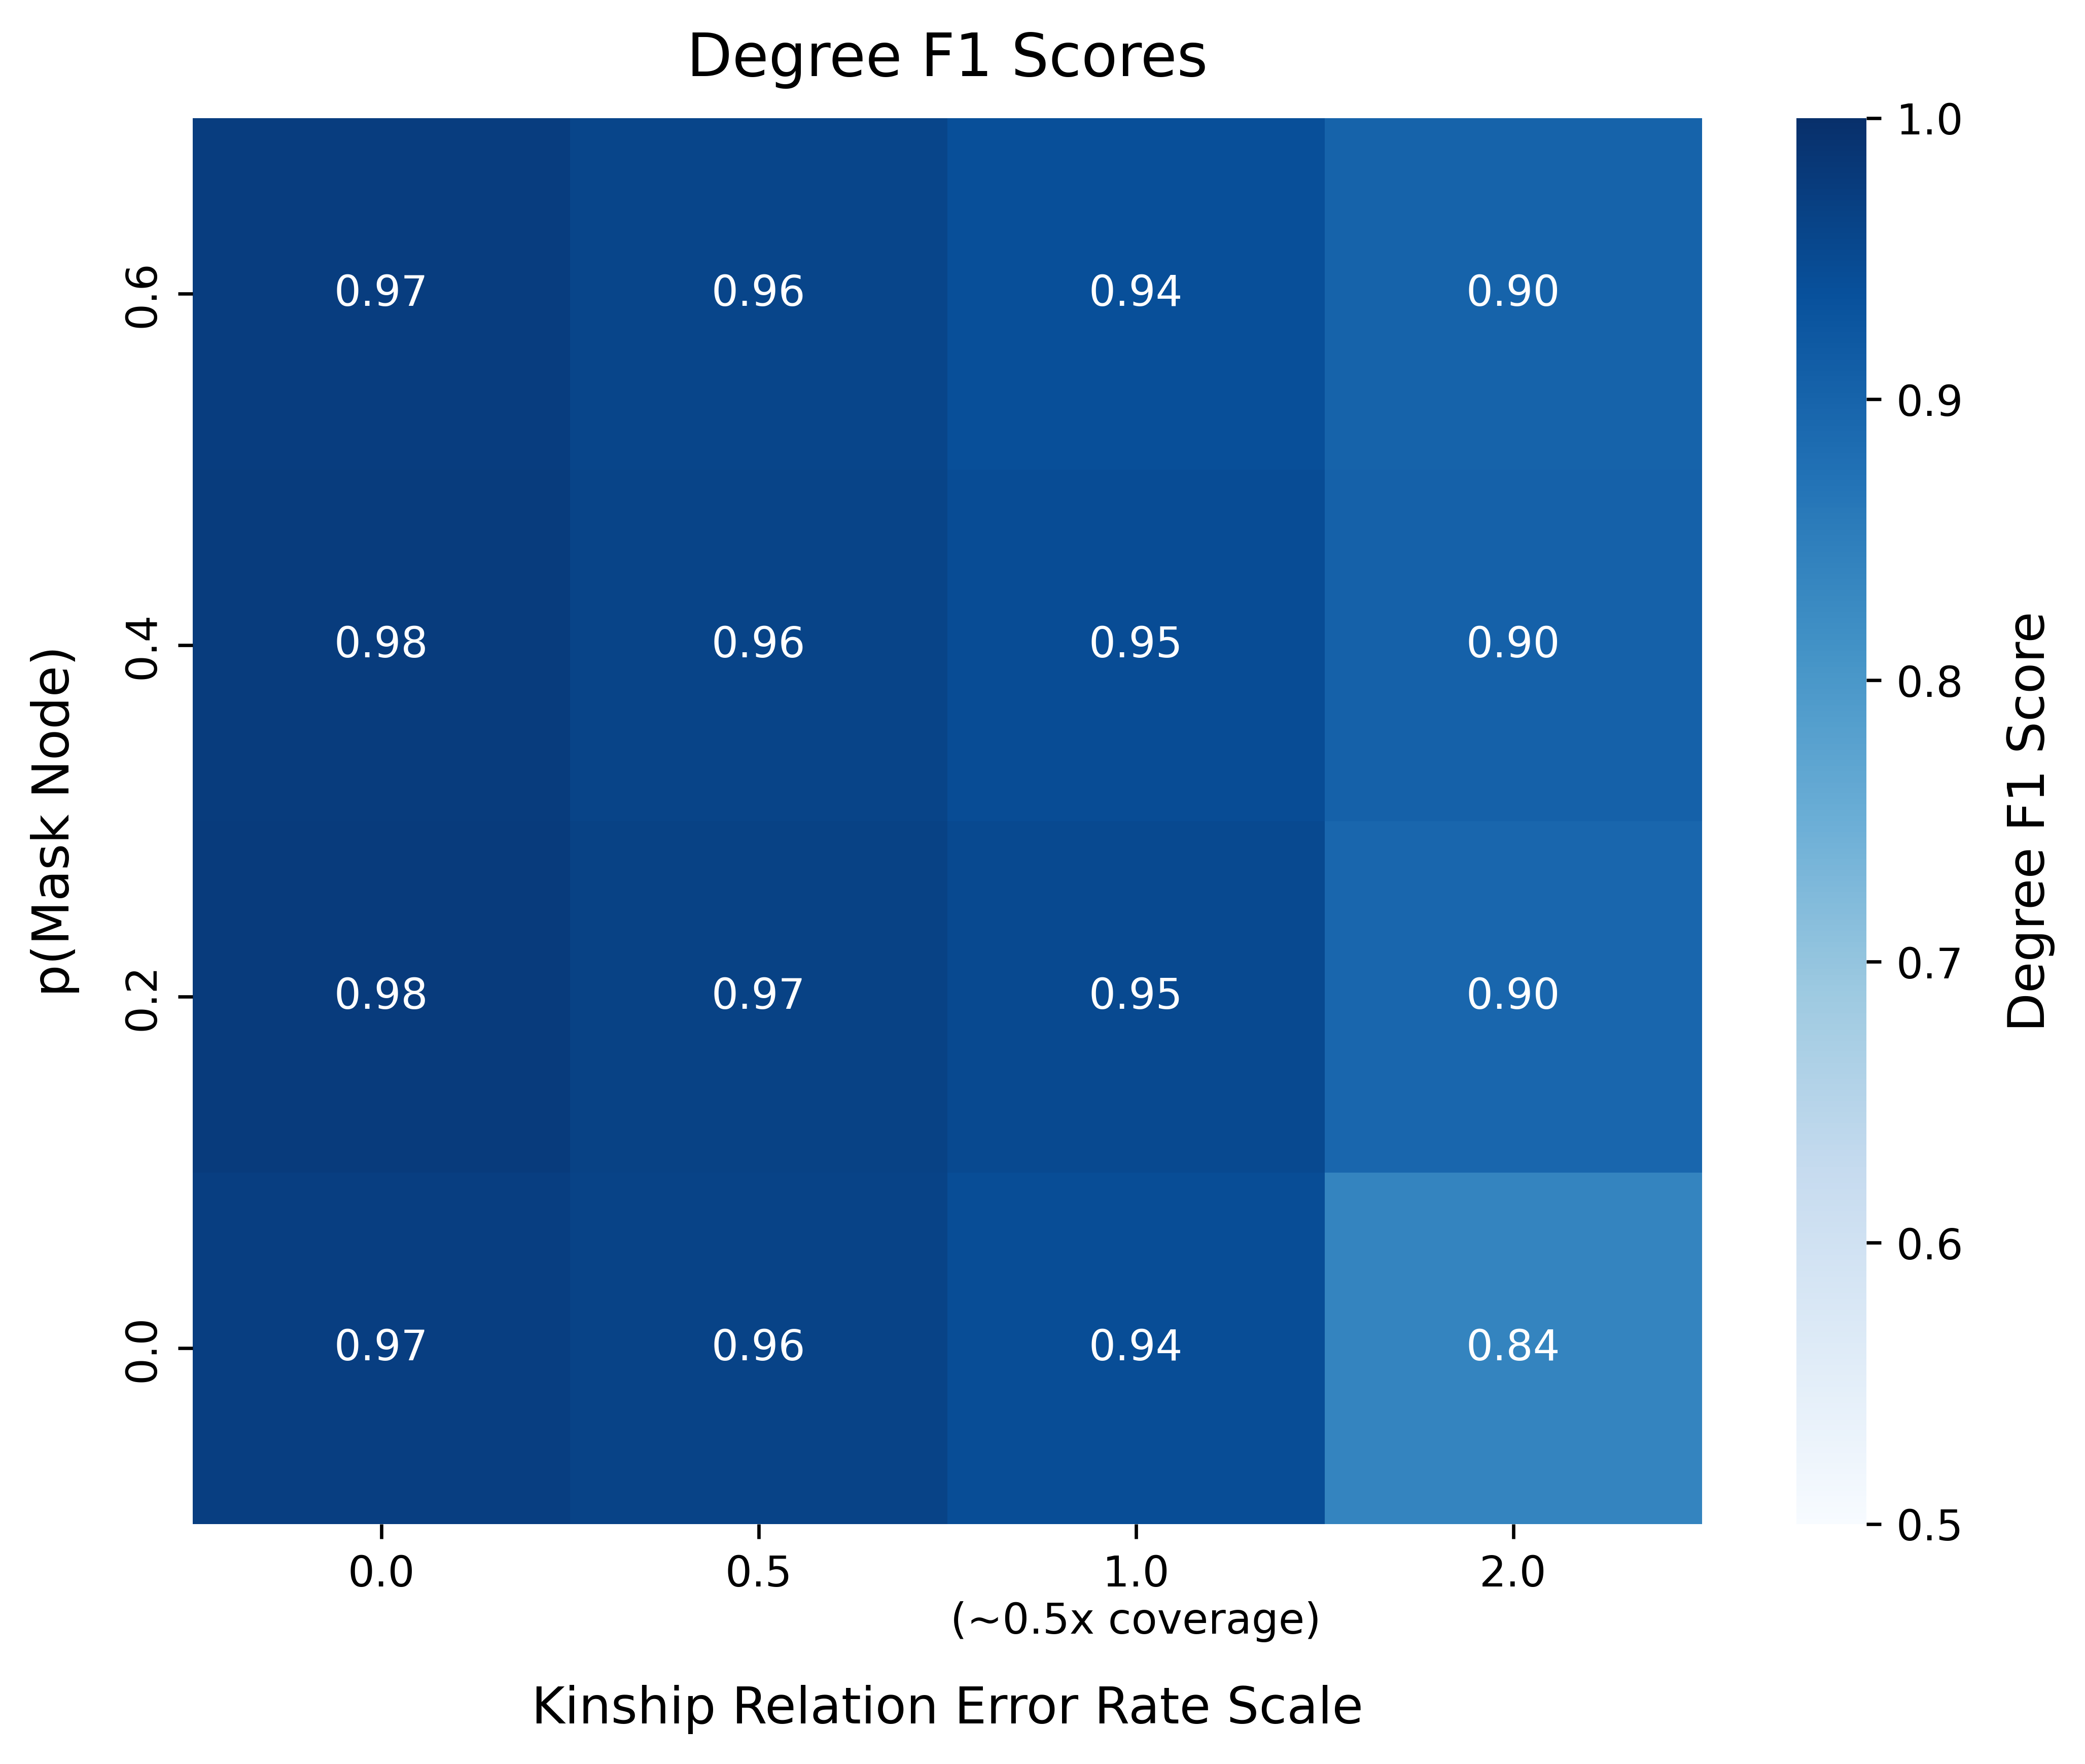 Degree F1 Scores
p(Mask Node)
0.6 0.97 0.96 0.94 0.90
0.4 0.98 0.96 0.95 0.90
0.2 0.98 0.97 0.95 0.90
0.0 0.97 0.96 0.94 0.84
0.0 0.5 1.0 2.0
(~0.5x coverage)
Kinship Relation Error Rate Scale
1.0
0.9
0.8
0.7
0.6
0.5
Degree F1 Score